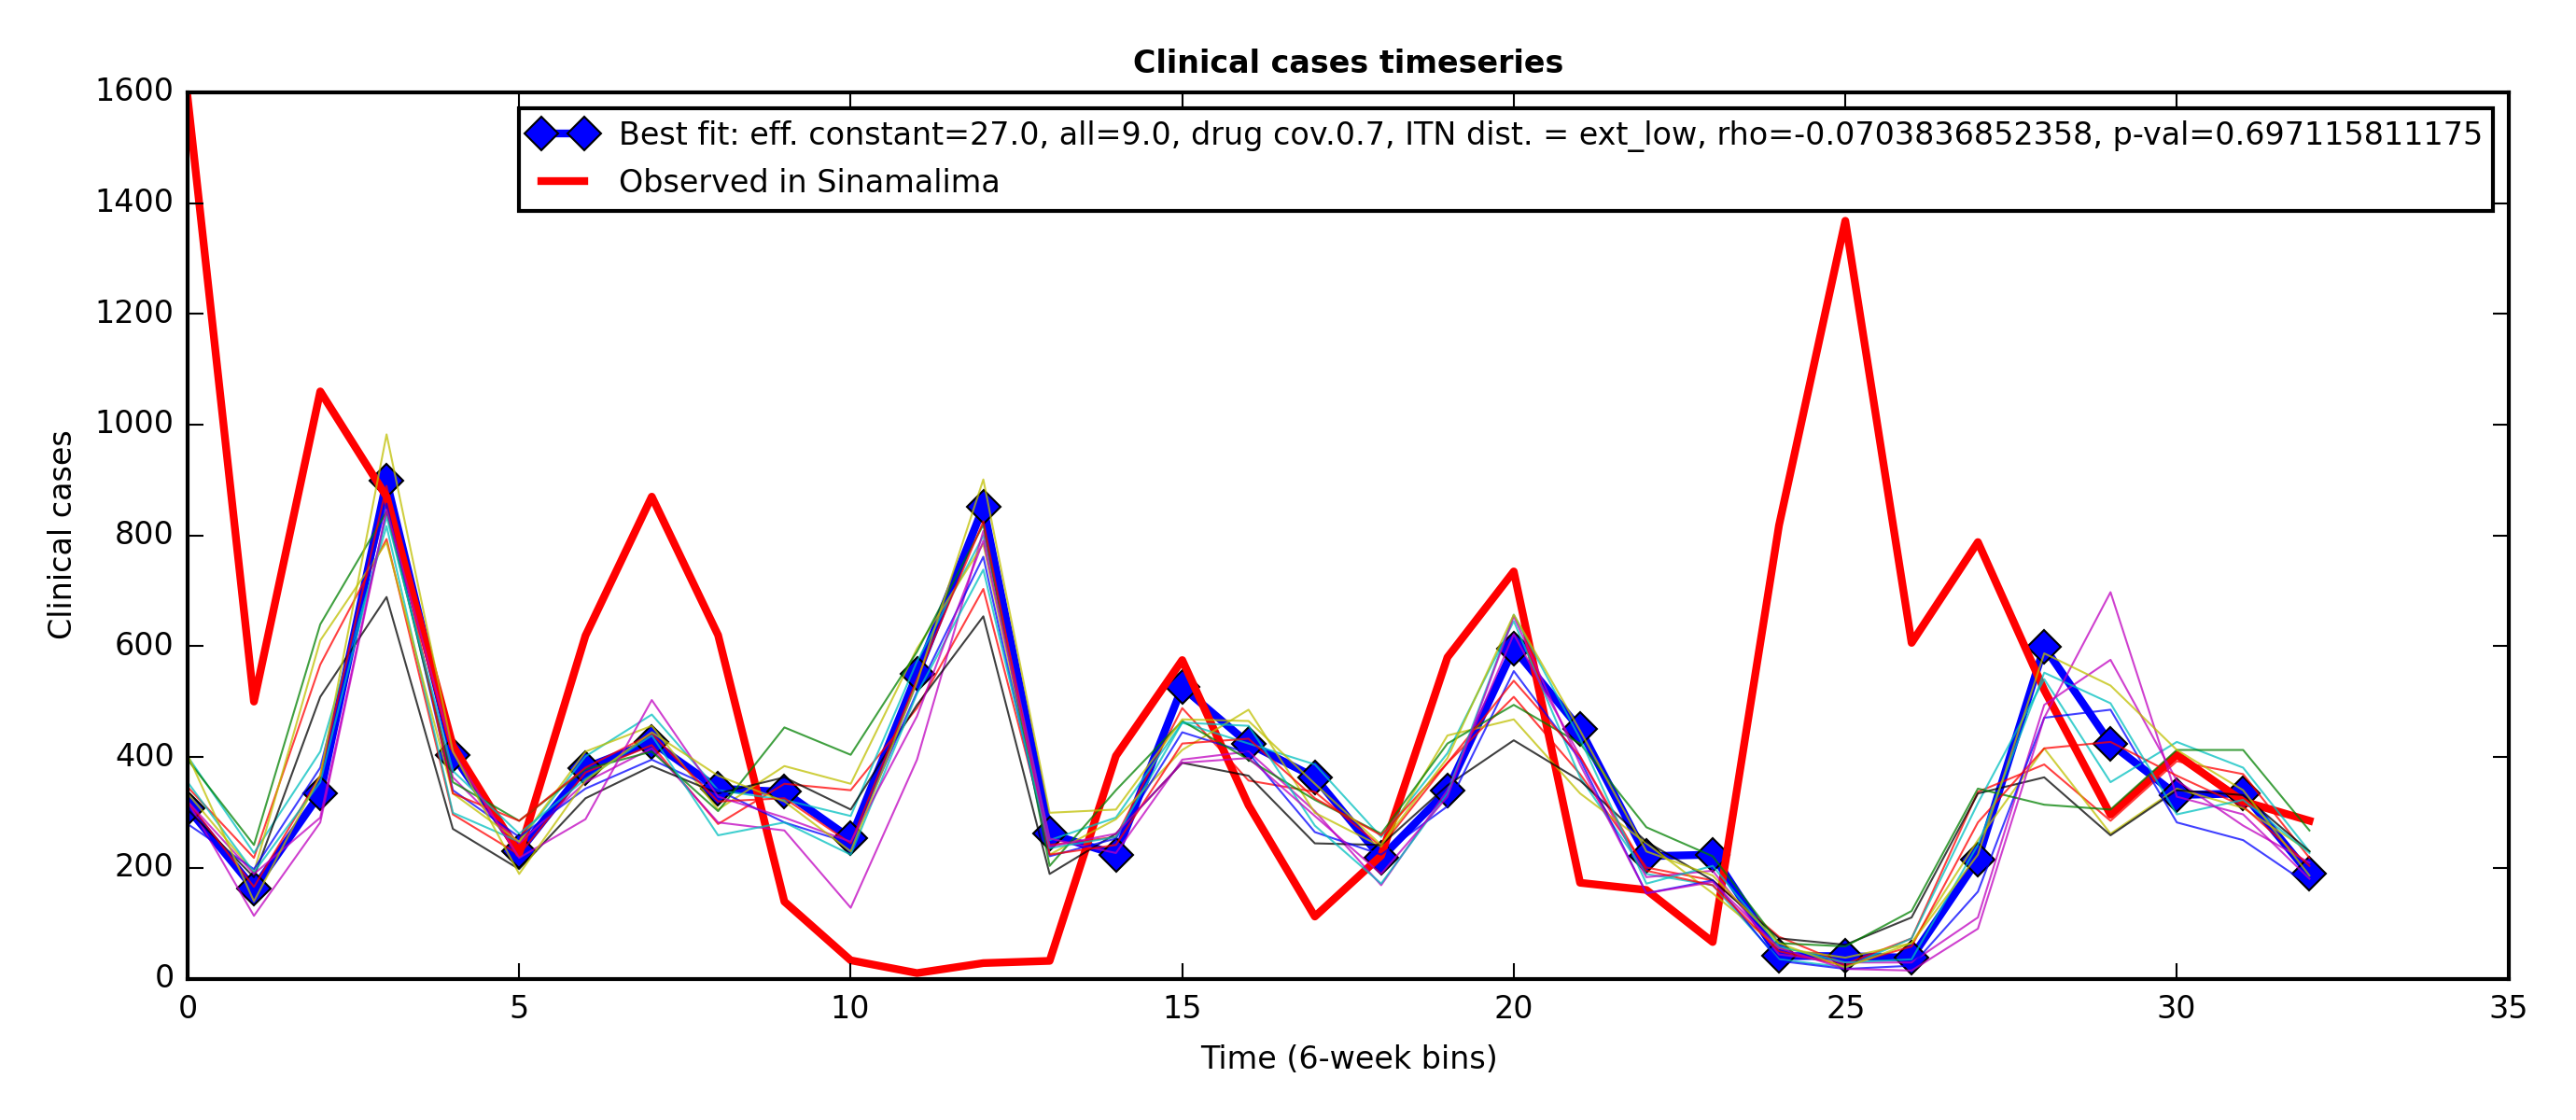 Clinical cases timeseries
1600
1400
1200
1000
800
600
400
200
0
Clinical cases
Best fit: eff. constant=27.0, all=9.0, drug cov.0.7, ITN dist. = ext_low, rho=-0.0703836852358, p-val=0.697115811175
Observed in Sinamalima
0 5 10 15 20 25 30 35
Time (6-week bins)